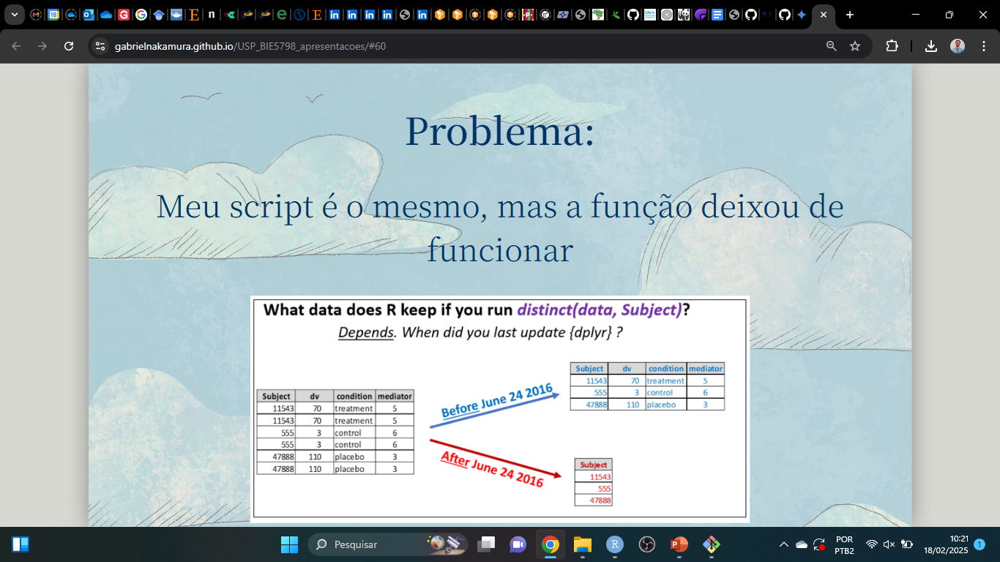 gabrielnakamura.github.io/USP_BIE5798_apresentacoes/#60
Problema:
Meu script é o mesmo, mas a função deixou de
funcionar
What data does R keep if you run distinct(data, Subject)?
Depends. When did you last update {dplyr} ?
Subject dv condition mediator
11543 70 treatment 5
11543 70 treatment 5
555 3 control 6
555 3 control 6
47888 110 placebo 3
47888 110 placebo 3
Before June 24 2016
Subject dv condition mediator
11543 70 treatment 5
555 3 control 6
47888 110 placebo 3
After June 24 2016
Subject
11543
555
47888
Pesquisar
POR
PTB2
10:21
18/02/2025
1